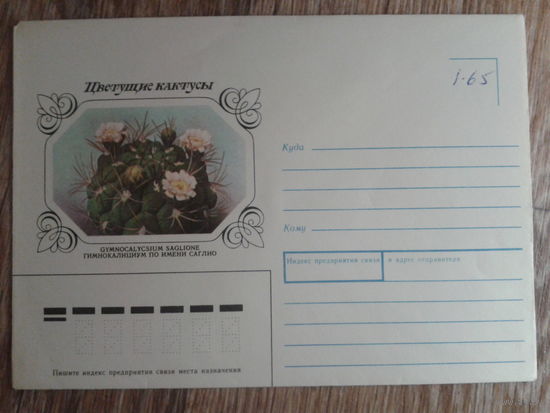 Цветущие кактусы
1-65
Куда
GYMNOCALYCSIUM SAGLIONE
ГИМНОКАЛИЦИУМ ПО ИМЕНИ САГЛИО
Кому
Индекс предприятия связи и адрес отправителя
Пишите индекс предприятия связи места назначения